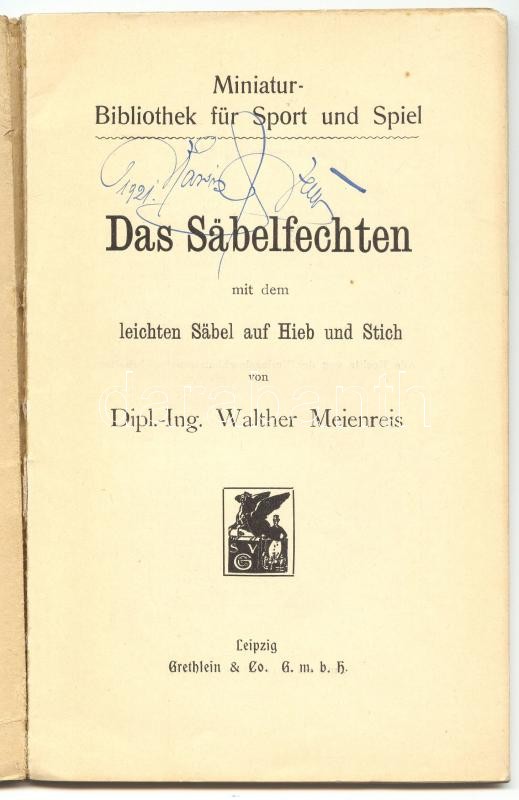 Miniatur-
Bibliothek für Sport und Spiel
1921.
Das Säbelfechten
mit dem
leichten Säbel auf Hieb und Stich
von
darabanth
Dipl.-Ing. Walther Meienreis
S V
G
Leipzig
Grethlein & Co. G. m. b. H.